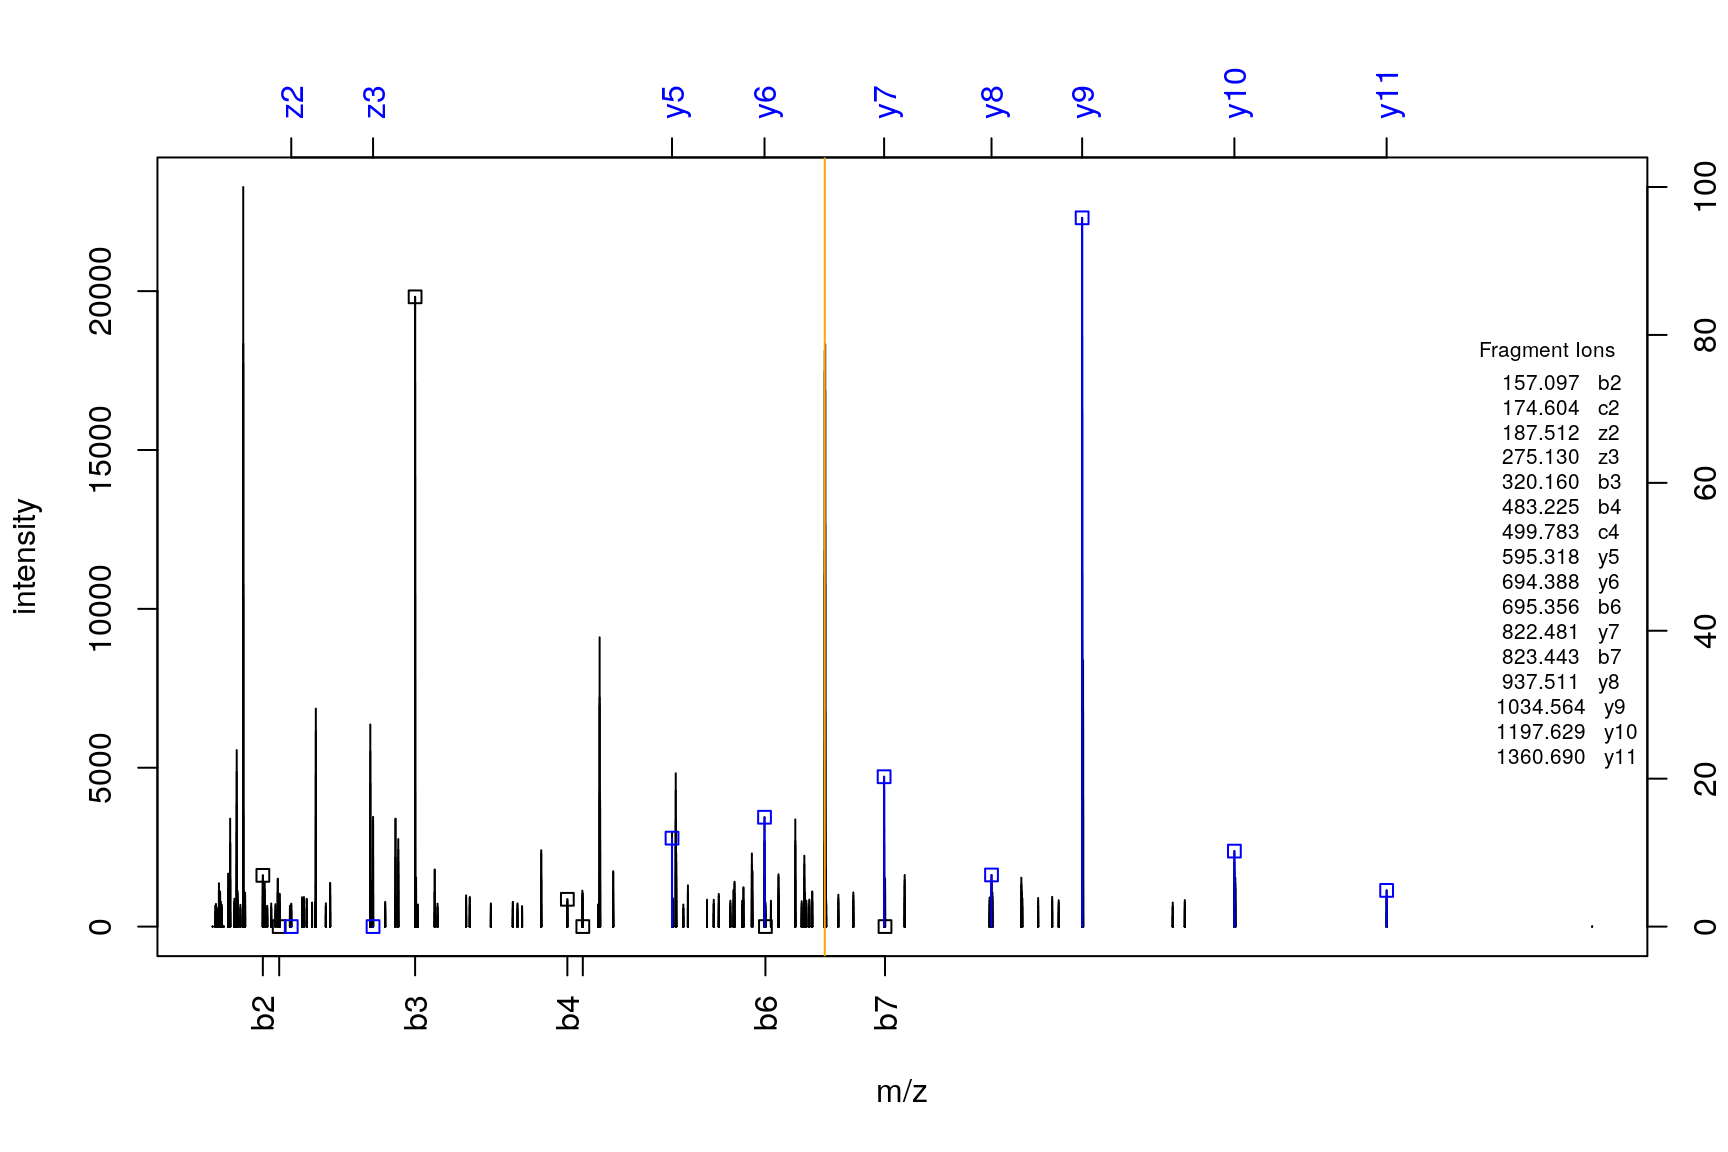 z2 z3 y5 y6 y7 y8 y9 y10 y11
100
80
60
40
20
0
20000
15000
10000
5000
0
intensity
Fragment Ions
157.097 b2
174.604 c2
187.512 z2
275.130 z3
320.160 b3
483.225 b4
499.783 c4
595.318 y5
694.388 y6
695.356 b6
822.481 y7
823.443 b7
937.511 y8
1034.564 y9
1197.629 y10
1360.690 y11
b2 b3 b4 b6 b7
m/z